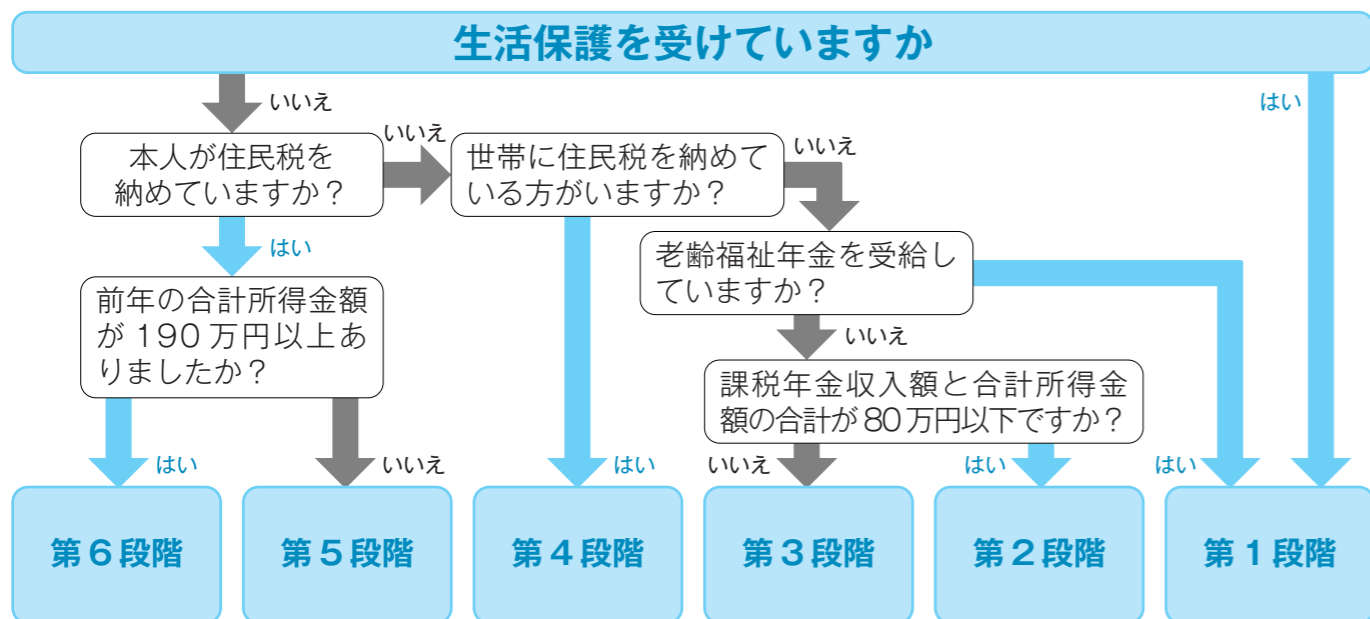 生活保護を受けていますか
いいえ
はい
本人が住民税を
納めていますか？
いいえ
世帯に住民税を納めて
いる方がいますか？
いいえ
はい
老齢福祉年金を受給し
ていますか？
前年の合計所得金額
が190万円以上あ
りましたか？
いいえ
課税年金収入額と合計所得金
額の合計が80万円以下ですか？
はい
いいえ
はい
いいえ
はい
はい
第6段階
第5段階
第4段階
第3段階
第2段階
第1段階